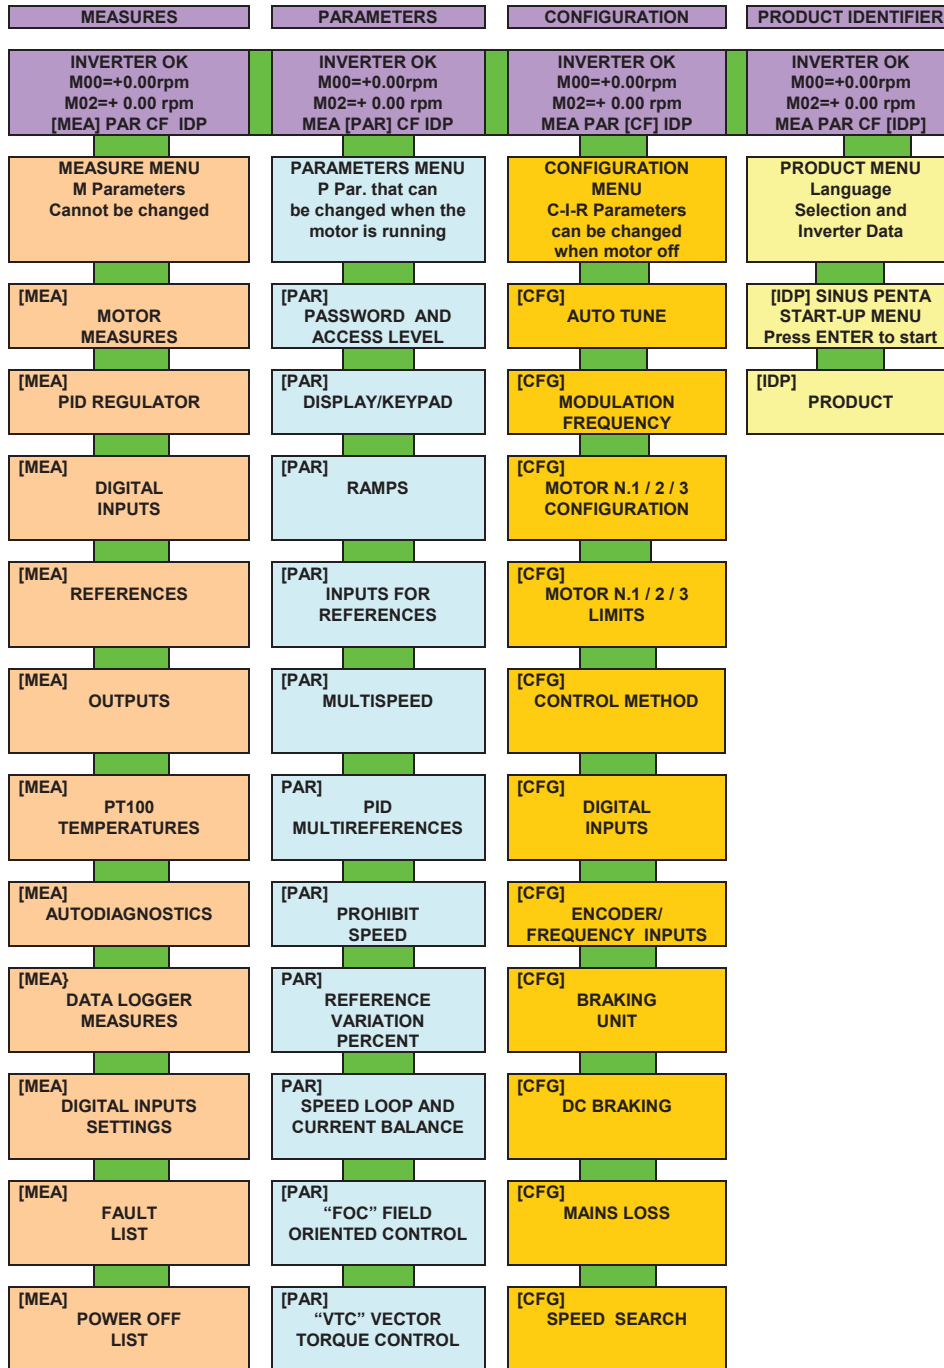 MEASURES
INVERTER OK
M00=+0.00rpm
M02=+ 0.00 rpm
[MEA] PAR CF IDP
MEASURE MENU
M Parameters
Cannot be changed
[MEA]
MOTOR
MEASURES
[MEA]
PID REGULATOR
[MEA]
DIGITAL
INPUTS
[MEA]
REFERENCES
[MEA]
OUTPUTS
[MEA]
PT100
TEMPERATURES
[MEA]
AUTODIAGNOSTICS
[MEA}
DATA LOGGER
MEASURES
[MEA]
DIGITAL INPUTS
SETTINGS
[MEA]
FAULT
LIST
[MEA]
POWER OFF
LIST
PARAMETERS
INVERTER OK
M00=+0.00rpm
M02=+ 0.00 rpm
MEA [PAR] CF IDP
PARAMETERS MENU
P Par. that can
be changed when the
motor is running
[PAR]
PASSWORD AND
ACCESS LEVEL
[PAR]
DISPLAY/KEYPAD
[PAR]
RAMPS
[PAR]
INPUTS FOR
REFERENCES
[PAR]
MULTISPEED
PAR]
PID
MULTIREFERENCES
[PAR]
PROHIBIT
SPEED
PAR]
REFERENCE
VARIATION
PERCENT
PAR]
SPEED LOOP AND
CURRENT BALANCE
[PAR]
“FOC” FIELD
ORIENTED CONTROL
[PAR]
“VTC” VECTOR
TORQUE CONTROL
CONFIGURATION
INVERTER OK
M00=+0.00rpm
M02=+ 0.00 rpm
MEA PAR [CF] IDP
CONFIGURATION
MENU
C-I-R Parameters
can be changed
when motor off
[CFG]
AUTO TUNE
[CFG]
MODULATION
FREQUENCY
[CFG]
MOTOR N.1 / 2 / 3
CONFIGURATION
[CFG]
MOTOR N.1 / 2 / 3
LIMITS
[CFG]
CONTROL METHOD
[CFG]
DIGITAL
INPUTS
[CFG]
ENCODER/
FREQUENCY INPUTS
[CFG]
BRAKING
UNIT
[CFG]
DC BRAKING
[CFG]
MAINS LOSS
[CFG]
SPEED SEARCH
PRODUCT IDENTIFIER
INVERTER OK
M00=+0.00rpm
M02=+ 0.00 rpm
MEA PAR CF [IDP]
PRODUCT MENU
Language
Selection and
Inverter Data
[IDP] SINUS PENTA
START-UP MENU
Press ENTER to start
[IDP]
PRODUCT